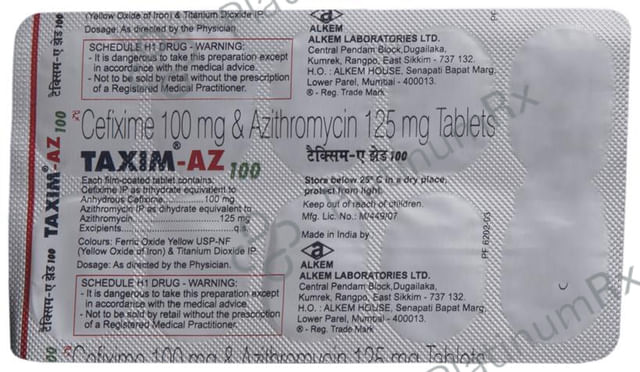 (Yellow Oxide of Iron) & Titanium Dioxide IP
Dosage: As directed by the Physician
SCHEDULE H1 DRUG - WARNING:
- It is dangerous to take this preparation except
in accordance with the medical advice.
- Not to be sold by retail without the prescription
of a Registered Medical Practitioner.
ALKEM
ALKEM LABORATORIES LTD.
Central Pendam Block, Dugailaka,
Kumrek, Rangpo, East Sikkim - 737 132.
H.O. : ALKEM HOUSE, Senapati Bapat Marg,
Lower Parel, Mumbai - 400013.
® - Reg. Trade Mark
टैक्सिम-ए झेड 100
TAXIM®-AZ 100
Cefixime 100 mg & Azithromycin 125 mg Tablets
TAXIM®-AZ 100
टैक्सिम-ए झेड 100
Each film-coated tablet contains:
Cefixime IP as trihydrate equivalent to
Anhydrous Cefixime............100 mg
Azithromycin IP as dihydrate equivalent to
Azithromycin.....................125 mg
Excipients............................q.s.
Colours: Ferric Oxide Yellow USP-NF
(Yellow Oxide of Iron) & Titanium Dioxide IP
Dosage: As directed by the Physician.
SCHEDULE H1 DRUG - WARNING:
- It is dangerous to take this preparation except
in accordance with the medical advice.
- Not to be sold by retail without the prescription
of a Registered Medical Practitioner.
Store below 25° C in a dry place,
protect from light.
Keep out of reach of children.
Mfg. Lic. No.: M/449/07
Made in India by
ALKEM
ALKEM LABORATORIES LTD.
Central Pendam Block, Dugailaka,
Kumrek, Rangpo, East Sikkim - 737 132.
H.O. : ALKEM HOUSE, Senapati Bapat Marg,
Lower Parel, Mumbai - 400013.
® - Reg. Trade Mark
PF 6202-03
Cefixime 100 mg & Azithromycin 125 mg Tablets
PlatinumRx